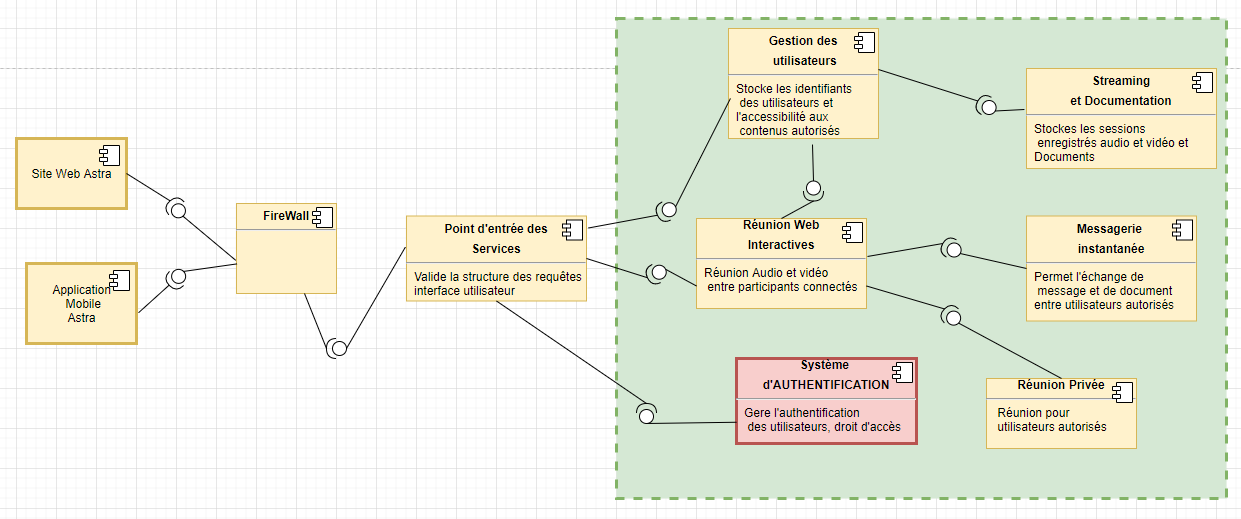 Gestion des
utilisateurs
Stocke les identifiants
des utilisateurs et
l'accessibilité aux
contenus autorisés
Streaming
et Documentation
Stockes les sessions
enregistrés audio et vidéo et
Documents
Site Web Astra
FireWall
Application
Mobile
Astra
Point d'entrée des
Services
Valide la structure des requêtes
interface utilisateur
Réunion Web
Interactives
Réunion Audio et vidéo
entre participants connectés
Messagerie
instantanée
Permet l'échange de
message et de document
entre utilisateurs autorisés
Système
d'AUTHENTIFICATION
Gere l'authentification
des utilisateurs, droit d'accès
Réunion Privée
Réunion pour
utilisateurs autorisés